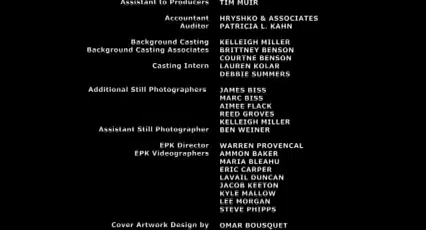 Assistant to Producers TIM MUIR
Accountant HRYSHKO & ASSOCIATES
Auditor PATRICIA L. KAHN
Background Casting KELLEIGH MILLER
Background Casting Associates BRITTNEY BENSON
COURTNE BENSON
Casting Intern LAUREN KOLAR
DEBBIE SUMMERS
Additional Still Photographers JAMES BISS
MARC BISS
AIMEE FLACK
REED GROVES
KELLEIGH MILLER
Assistant Still Photographer BEN WEINER
EPK Director WARREN PROVENCAL
EPK Videographers AMMON BAKER
MARIA BLEAHU
ERIC CARPER
LAVAIL DUNCAN
JACOB KEETON
KYLE MALLOW
LEE MORGAN
STEVE PHIPPS
Cover Artwork Design by OMAR BOUSQUET